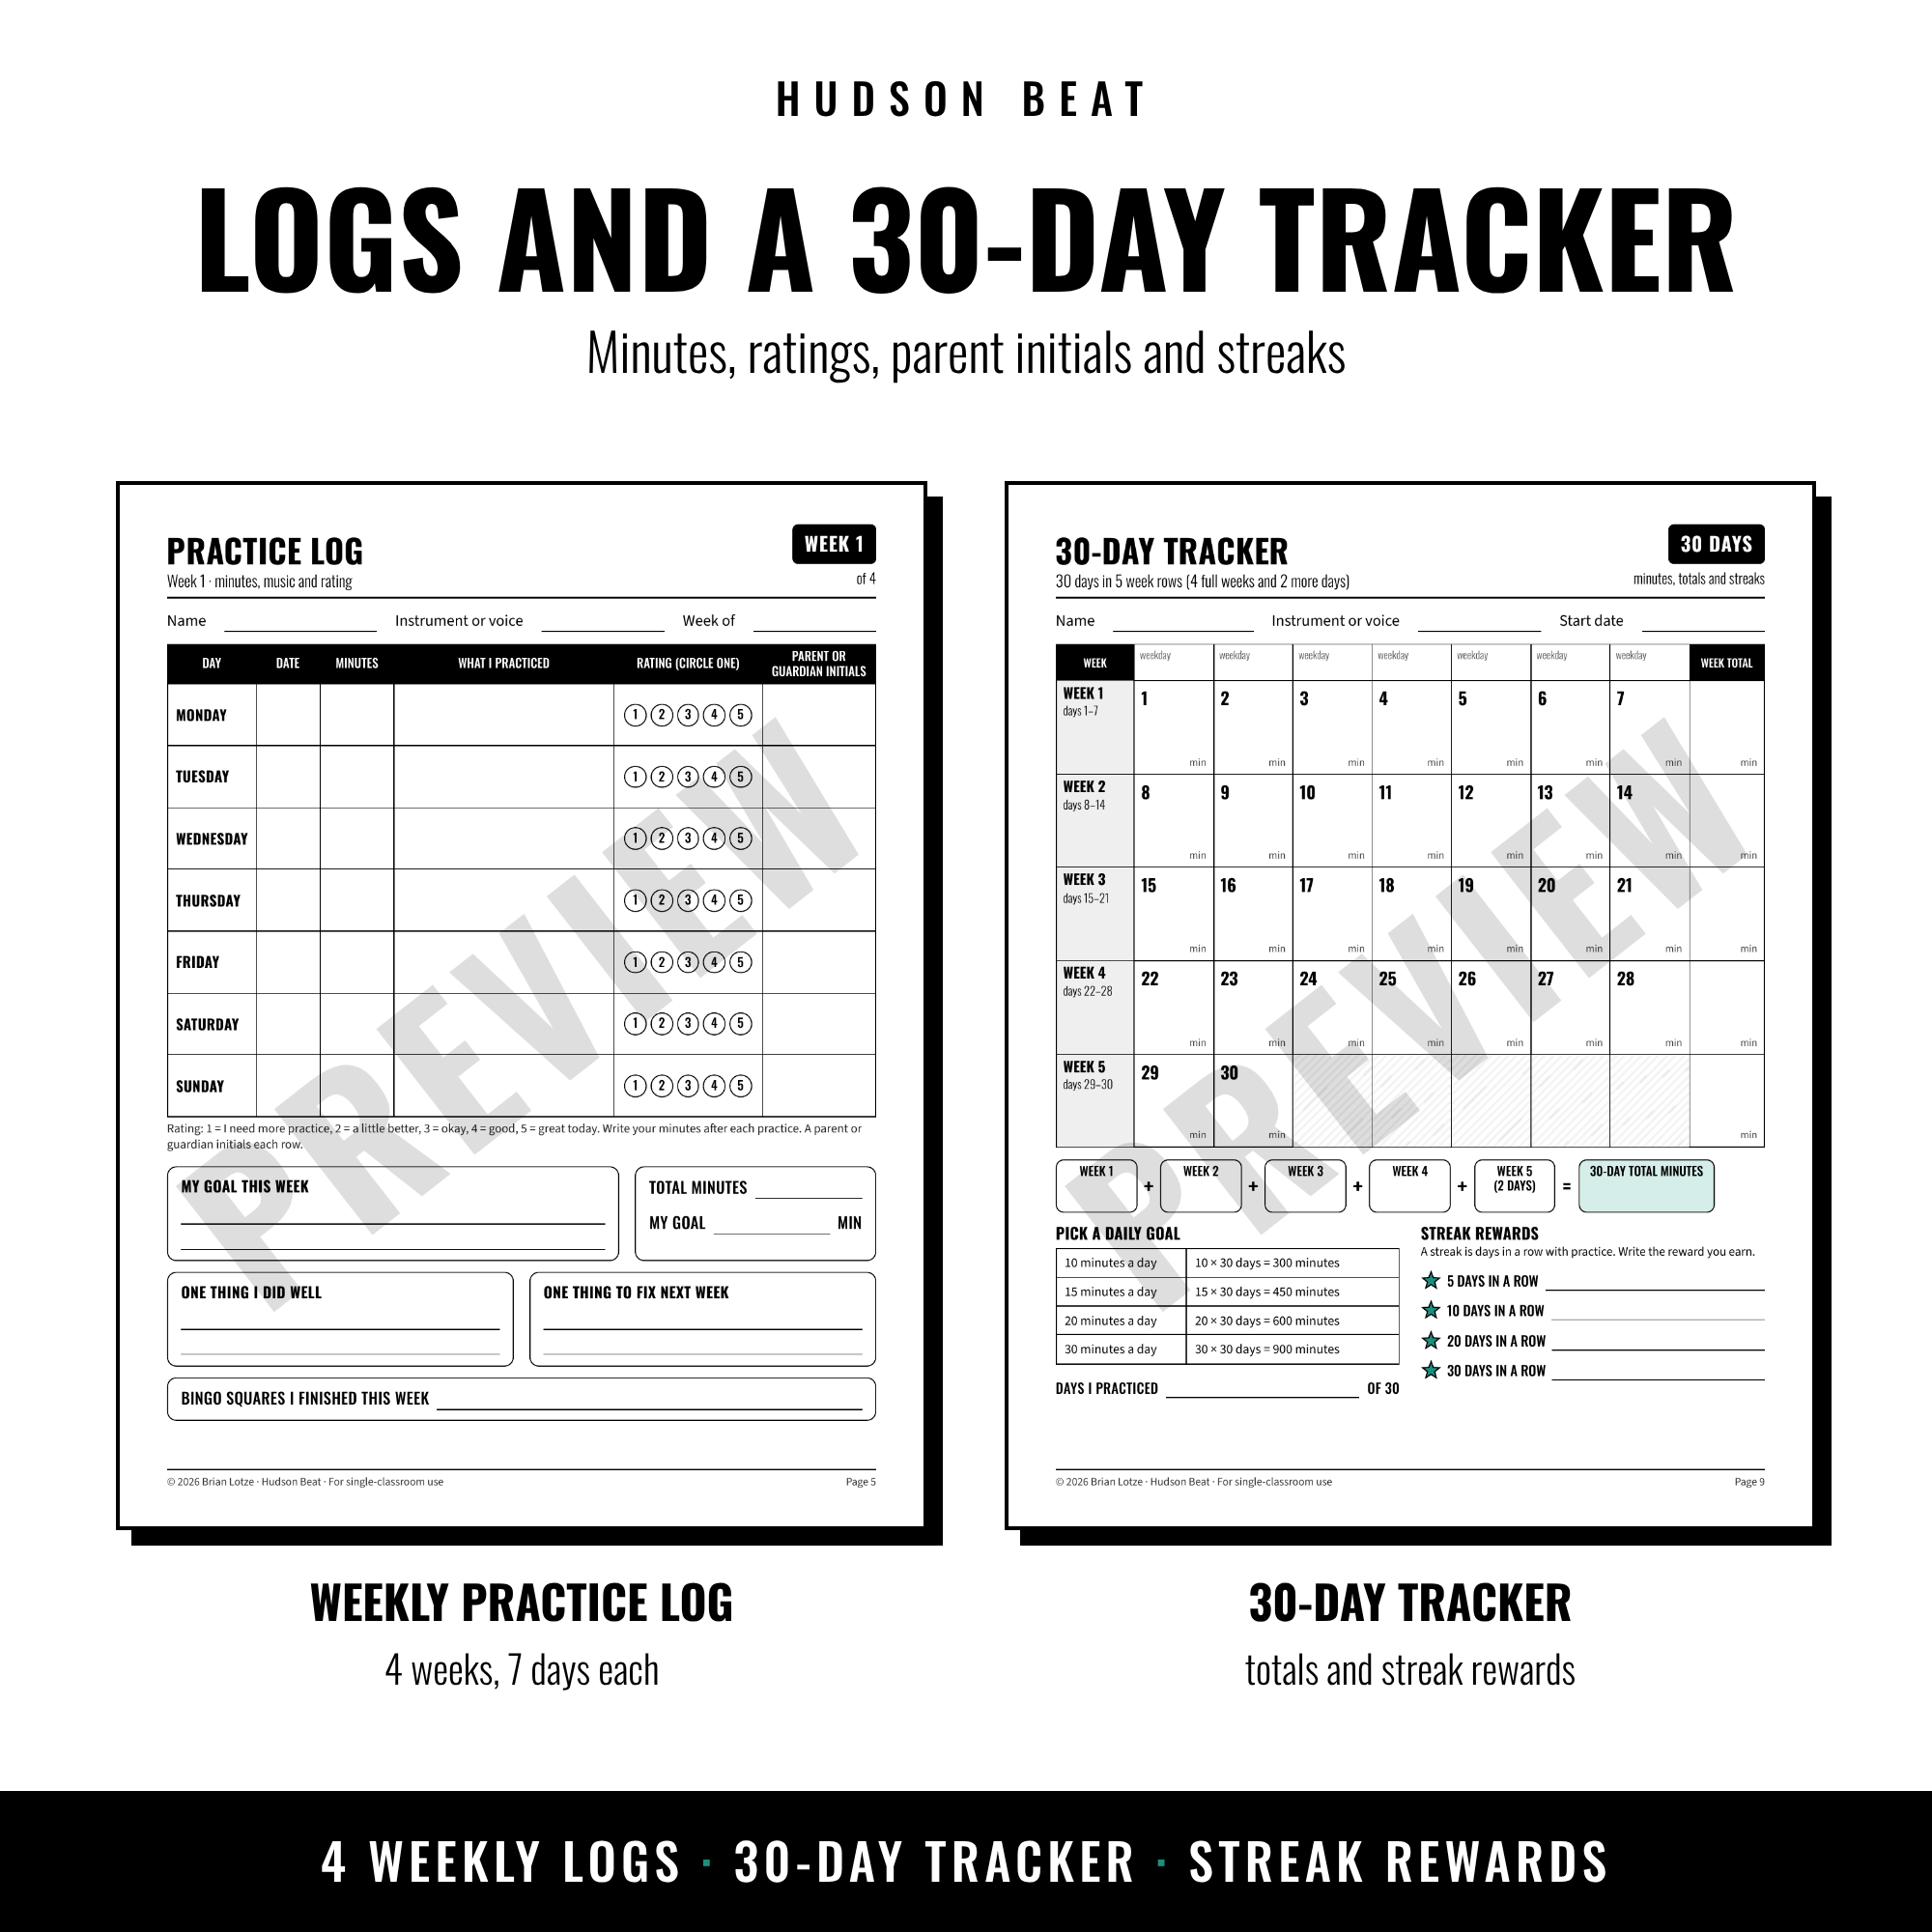 HUDSON BEAT
LOGS AND A 30-DAY TRACKER
Minutes, ratings, parent initials and streaks
PRACTICE LOG
WEEK 1
Week 1 · minutes, music and rating
of 4
Name
Instrument or voice
Week of
DAY
DATE
MINUTES
WHAT I PRACTICED
RATING (CIRCLE ONE)
PARENT OR
GUARDIAN INITIALS
MONDAY
1 2 3 4 5
TUESDAY
1 2 3 4 5
WEDNESDAY
1 2 3 4 5
THURSDAY
1 2 3 4 5
FRIDAY
1 2 3 4 5
SATURDAY
1 2 3 4 5
SUNDAY
1 2 3 4 5
Rating: 1 = I need more practice, 2 = a little better, 3 = okay, 4 = good, 5 = great today. Write your minutes after each practice. A parent or
guardian initials each row.
MY GOAL THIS WEEK
TOTAL MINUTES
MY GOAL
MIN
ONE THING I DID WELL
ONE THING TO FIX NEXT WEEK
BINGO SQUARES I FINISHED THIS WEEK
© 2026 Brian Lotze · Hudson Beat · For single-classroom use
Page 5
PREVIEW
30-DAY TRACKER
30 DAYS
30 days in 5 week rows (4 full weeks and 2 more days)
minutes, totals and streaks
Name
Instrument or voice
Start date
WEEK
weekday weekday weekday weekday weekday weekday weekday
WEEK TOTAL
WEEK 1
days 1–7
1 2 3 4 5 6 7
min min min min min min min min
WEEK 2
days 8–14
8 9 10 11 12 13 14
min min min min min min min min
WEEK 3
days 15–21
15 16 17 18 19 20 21
min min min min min min min min
WEEK 4
days 22–28
22 23 24 25 26 27 28
min min min min min min min min
WEEK 5
days 29–30
29 30
min min min
WEEK 1 + WEEK 2 + WEEK 3 + WEEK 4 + WEEK 5 (2 DAYS) = 30-DAY TOTAL MINUTES
PICK A DAILY GOAL
10 minutes a day
10 × 30 days = 300 minutes
15 minutes a day
15 × 30 days = 450 minutes
20 minutes a day
20 × 30 days = 600 minutes
30 minutes a day
30 × 30 days = 900 minutes
DAYS I PRACTICED
OF 30
STREAK REWARDS
A streak is days in a row with practice. Write the reward you earn.
5 DAYS IN A ROW
10 DAYS IN A ROW
20 DAYS IN A ROW
30 DAYS IN A ROW
© 2026 Brian Lotze · Hudson Beat · For single-classroom use
Page 9
PREVIEW
WEEKLY PRACTICE LOG
4 weeks, 7 days each
30-DAY TRACKER
totals and streak rewards
4 WEEKLY LOGS · 30-DAY TRACKER · STREAK REWARDS